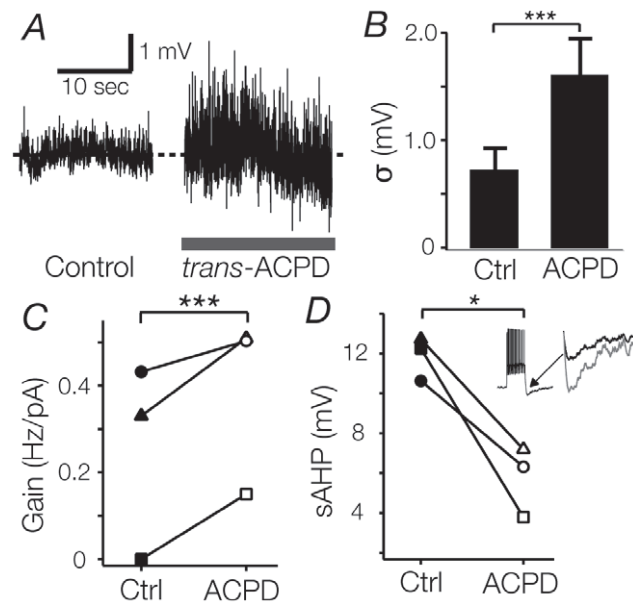 A
1 mV
10 sec
Control
trans-ACPD
B
***
2.0
1.0
0
σ (mV)
Ctrl
ACPD
C
***
0.4
0.2
0
Gain (Hz/pA)
Ctrl
ACPD
D
*
12
8
4
sAHP (mV)
Ctrl
ACPD